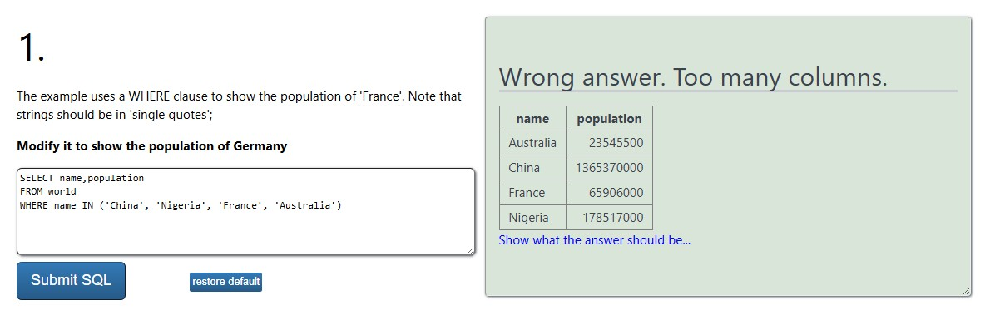 1.
The example uses a WHERE clause to show the population of 'France'. Note that
strings should be in 'single quotes';
Modify it to show the population of Germany
SELECT name,population
FROM world
WHERE name IN ('China', 'Nigeria', 'France', 'Australia')
Submit SQL
restore default
Wrong answer. Too many columns.
name population
Australia 23545500
China 1365370000
France 65906000
Nigeria 178517000
Show what the answer should be...